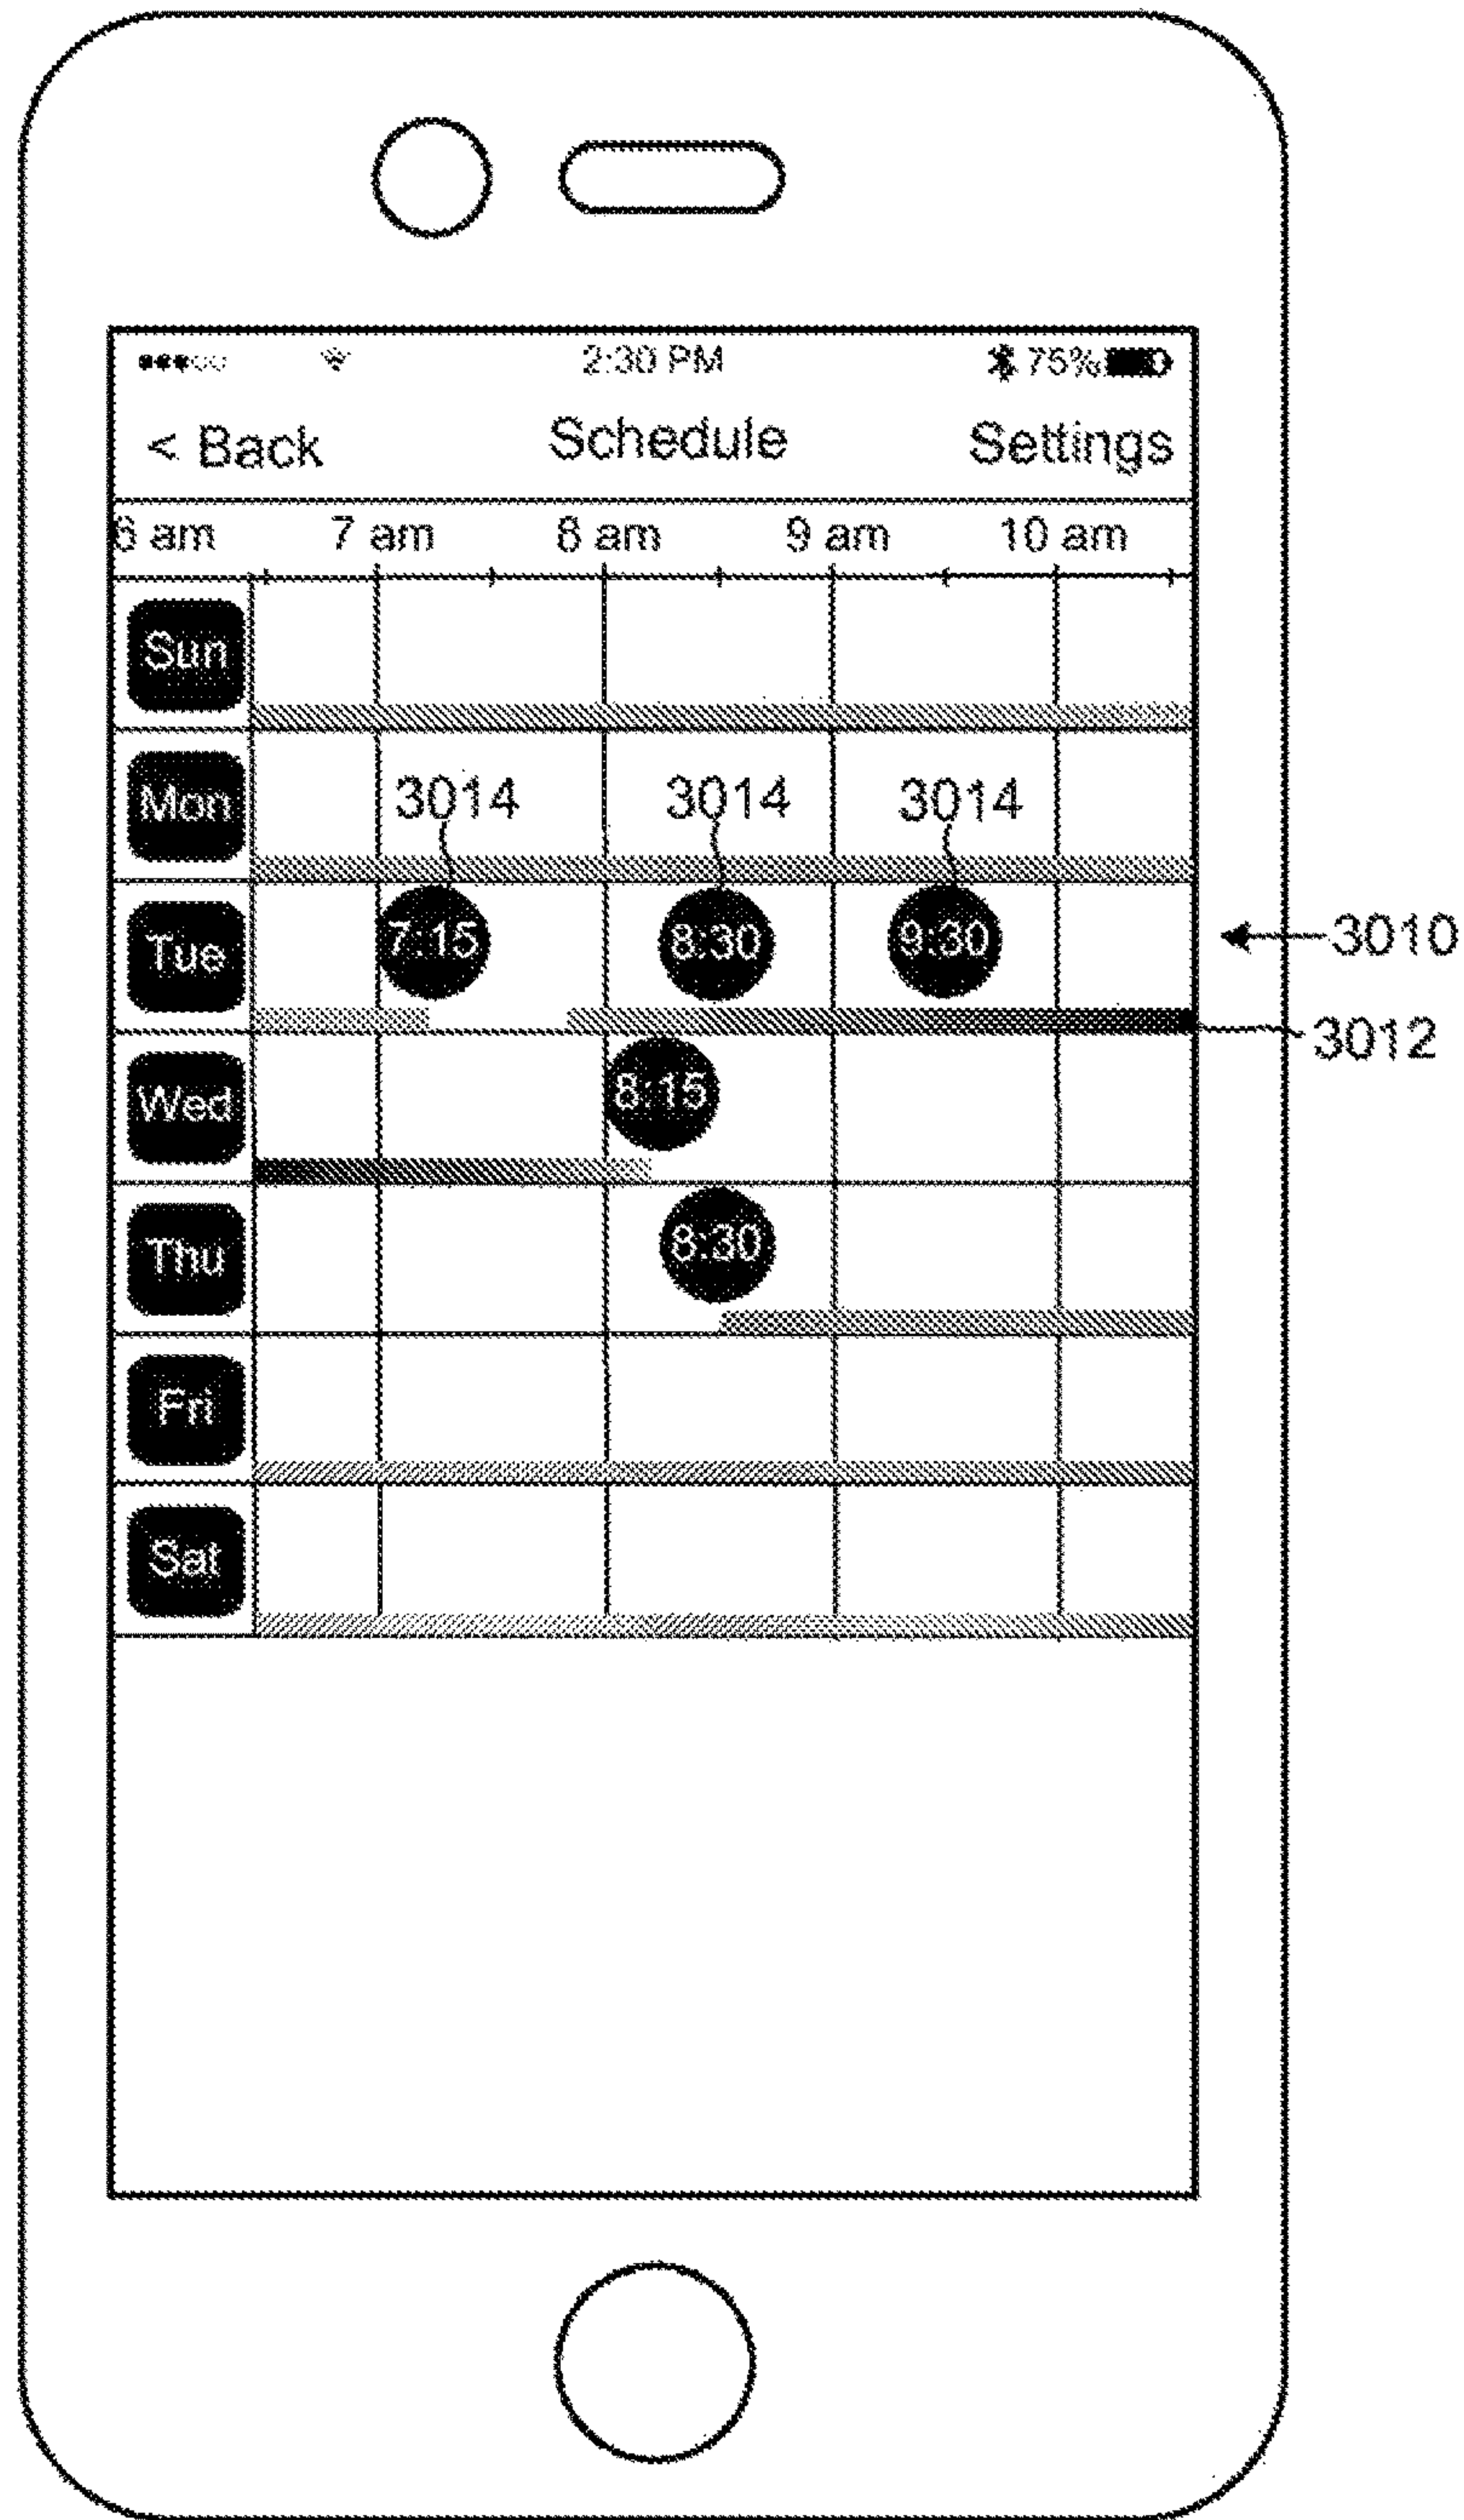 2:30 PM 75%
< Back Schedule Settings
6 am 7 am 8 am 9 am 10 am
Sun
Mon 3014 3014 3014
Tue 7:15 8:30 9:30 3010
3012
Wed 8:15
Thu 8:30
Fri
Sat